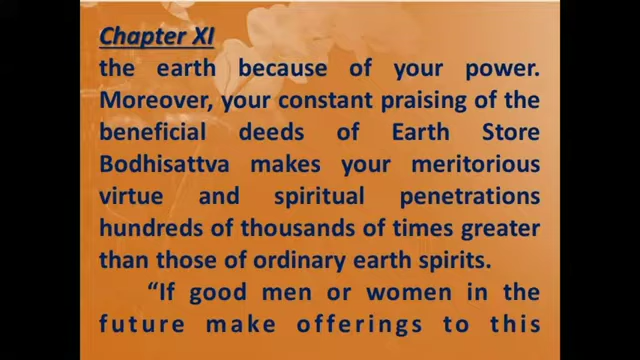 Chapter XI
the earth because of your power.
Moreover, your constant praising of the
beneficial deeds of Earth Store
Bodhisattva makes your meritorious
virtue and spiritual penetrations
hundreds of thousands of times greater
than those of ordinary earth spirits.
“If good men or women in the
future make offerings to this